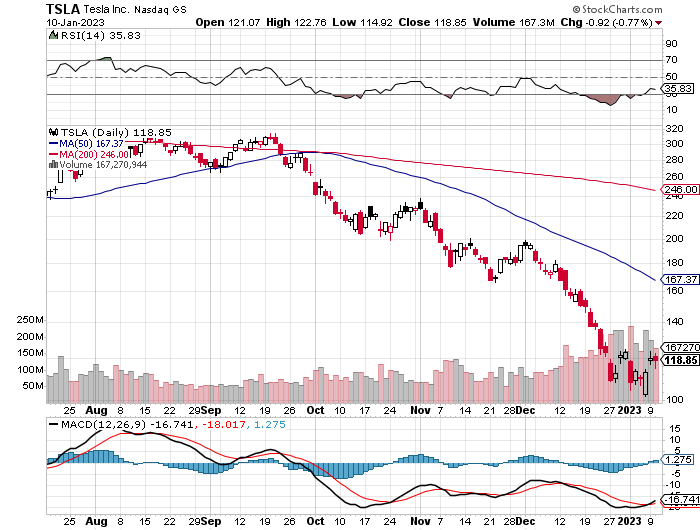 TSLA Tesla Inc. Nasdaq GS © StockCharts.com
10-Jan-2023 Open 121.07 High 122.76 Low 114.92 Close 118.85 Volume 167.3M Chg -0.92 (-0.77%)
RSI(14) 35.83
90
70
50
35.83
30
10
TSLA (Daily) 118.85
MA(50) 167.37
MA(200) 246.00
Volume 167,270,944
320
300
280
260
246.00
240
220
200
180
167.37
160
140
167270
118.85
100
250M
200M
150M
100M
50M
25 Aug 8 15 22 29 Sep 12 19 26 Oct 10 17 24 Nov 7 14 21 28 Dec 12 19 27 2023 9
MACD(12,26,9) -16.741, -18.017, 1.275
15
10
5
1.275
-5
-10
-16.741
25 Aug 8 15 22 29 Sep 12 19 26 Oct 10 17 24 Nov 7 14 21 28 Dec 12 19 27 2023 9